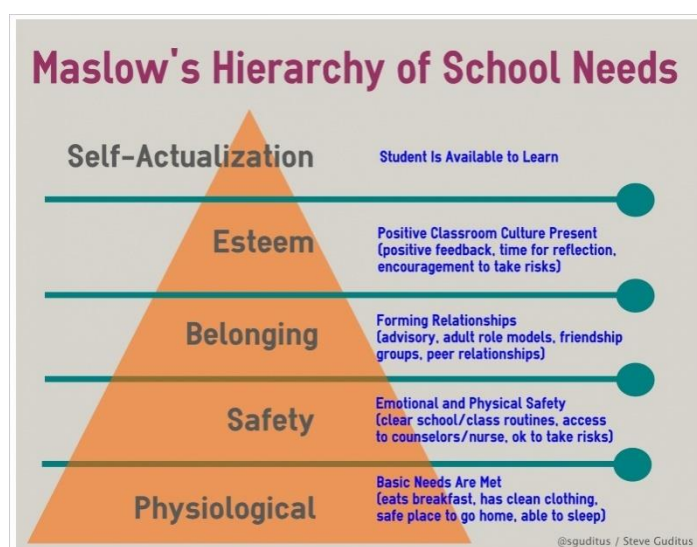 Maslow's Hierarchy of School Needs
Self-Actualization
Student Is Available to Learn
Esteem
Positive Classroom Culture Present
(positive feedback, time for reflection,
encouragement to take risks)
Belonging
Forming Relationships
(advisory, adult role models, friendship
groups, peer relationships)
Safety
Emotional and Physical Safety
(clear school/class routines, access
to counselors/nurse, ok to take risks)
Physiological
Basic Needs Are Met
(eats breakfast, has clean clothing,
safe place to go home, able to sleep)
@sguditus / Steve Guditus